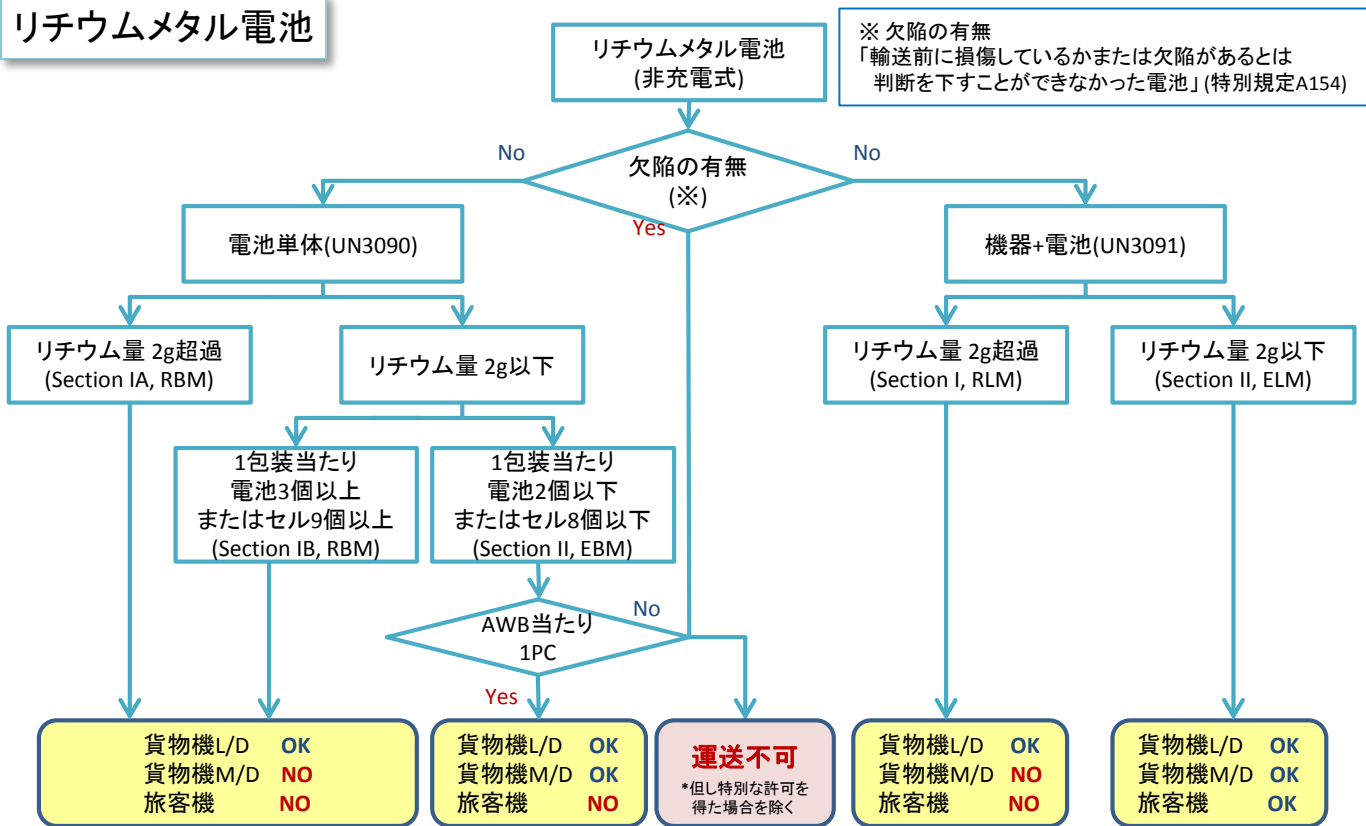 リチウムメタル電池
リチウムメタル電池
(非充電式)
※ 欠陥の有無
「輸送前に損傷しているかまたは欠陥があるとは
判断を下すことができなかった電池」(特別規定A154)
No
欠陥の有無
(※)
No
Yes
電池単体(UN3090)
機器+電池(UN3091)
リチウム量 2g超過
(Section IA, RBM)
リチウム量 2g以下
リチウム量 2g超過
(Section I, RLM)
リチウム量 2g以下
(Section II, ELM)
1包装当たり
電池3個以上
またはセル9個以上
(Section IB, RBM)
1包装当たり
電池2個以下
またはセル8個以下
(Section II, EBM)
AWB当たり
1PC
No
Yes
貨物機L/D OK
貨物機M/D NO
旅客機 NO
貨物機L/D OK
貨物機M/D OK
旅客機 NO
運送不可
*但し特別な許可を
得た場合を除く
貨物機L/D OK
貨物機M/D NO
旅客機 NO
貨物機L/D OK
貨物機M/D OK
旅客機 OK